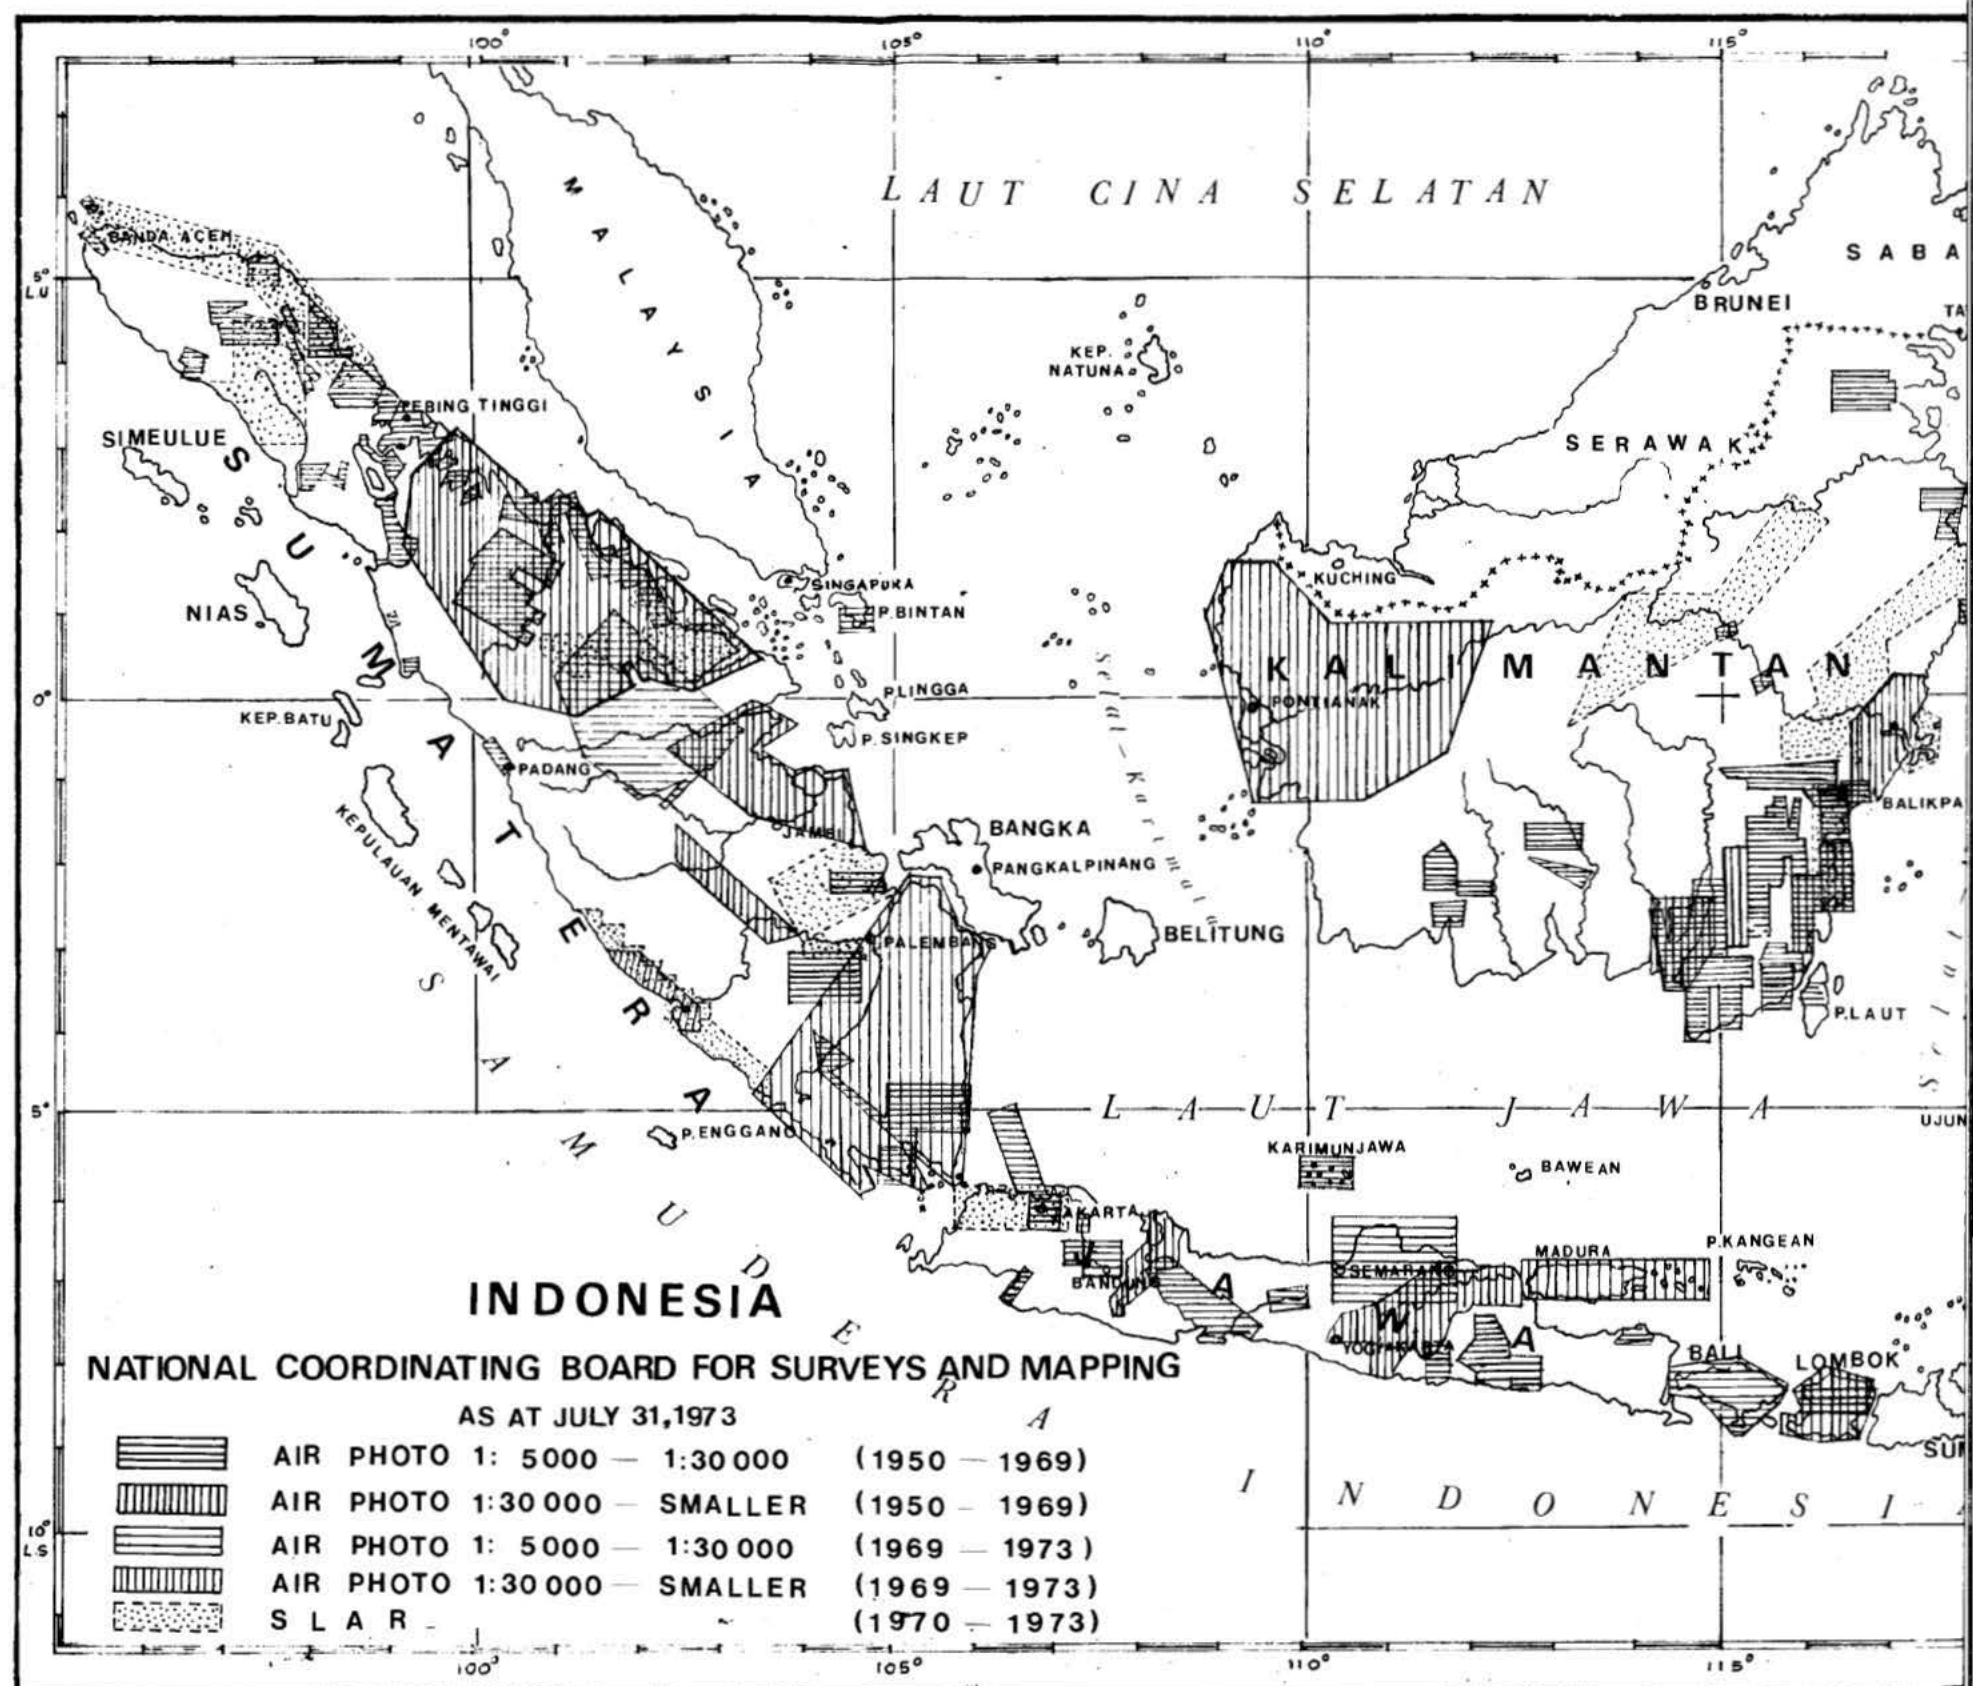 100° 105° 110° 115°
LAUT CINA SELATAN
MALAYSIA
BANDA ACEH
SABA
5°
L.U
BRUNEI
TA
KEP.
NATUNA
TEBING TINGGI
SIMEULUE
SERAWAK
SUMATERA
SINGAPURA
KUCHING
NIAS
P.BINTAN
KALIMANTAN
P.LINGGA
0°
KEP.BATU
PONTIANAK
P.SINGKEP
Selat-Karimata
PADANG
BALIKPA
KEPULAUAN MENTAWAI
JAMBI
BANGKA
PANGKALPINANG
PALEMBANG
BELITUNG
P.LAUT
Selat
5°
LAUT JAWA
P.ENGGANO
UJUN
KARIMUNJAWA
BAWEAN
JAKARTA
JAWA
MADURA
P.KANGEAN
SEMARANG
BANDUNG
YOGYAKARTA
BALI
LOMBOK
SUM
SAMUDERA INDONESIA
INDONESIA
NATIONAL COORDINATING BOARD FOR SURVEYS AND MAPPING
AS AT JULY 31,1973
AIR PHOTO 1: 5000 — 1:30 000 (1950 — 1969)
AIR PHOTO 1:30 000 — SMALLER (1950 — 1969)
AIR PHOTO 1: 5000 — 1:30 000 (1969 — 1973)
AIR PHOTO 1:30 000 — SMALLER (1969 — 1973)
SLAR (1970 — 1973)
10°
L.S
100° 105° 110° 115°